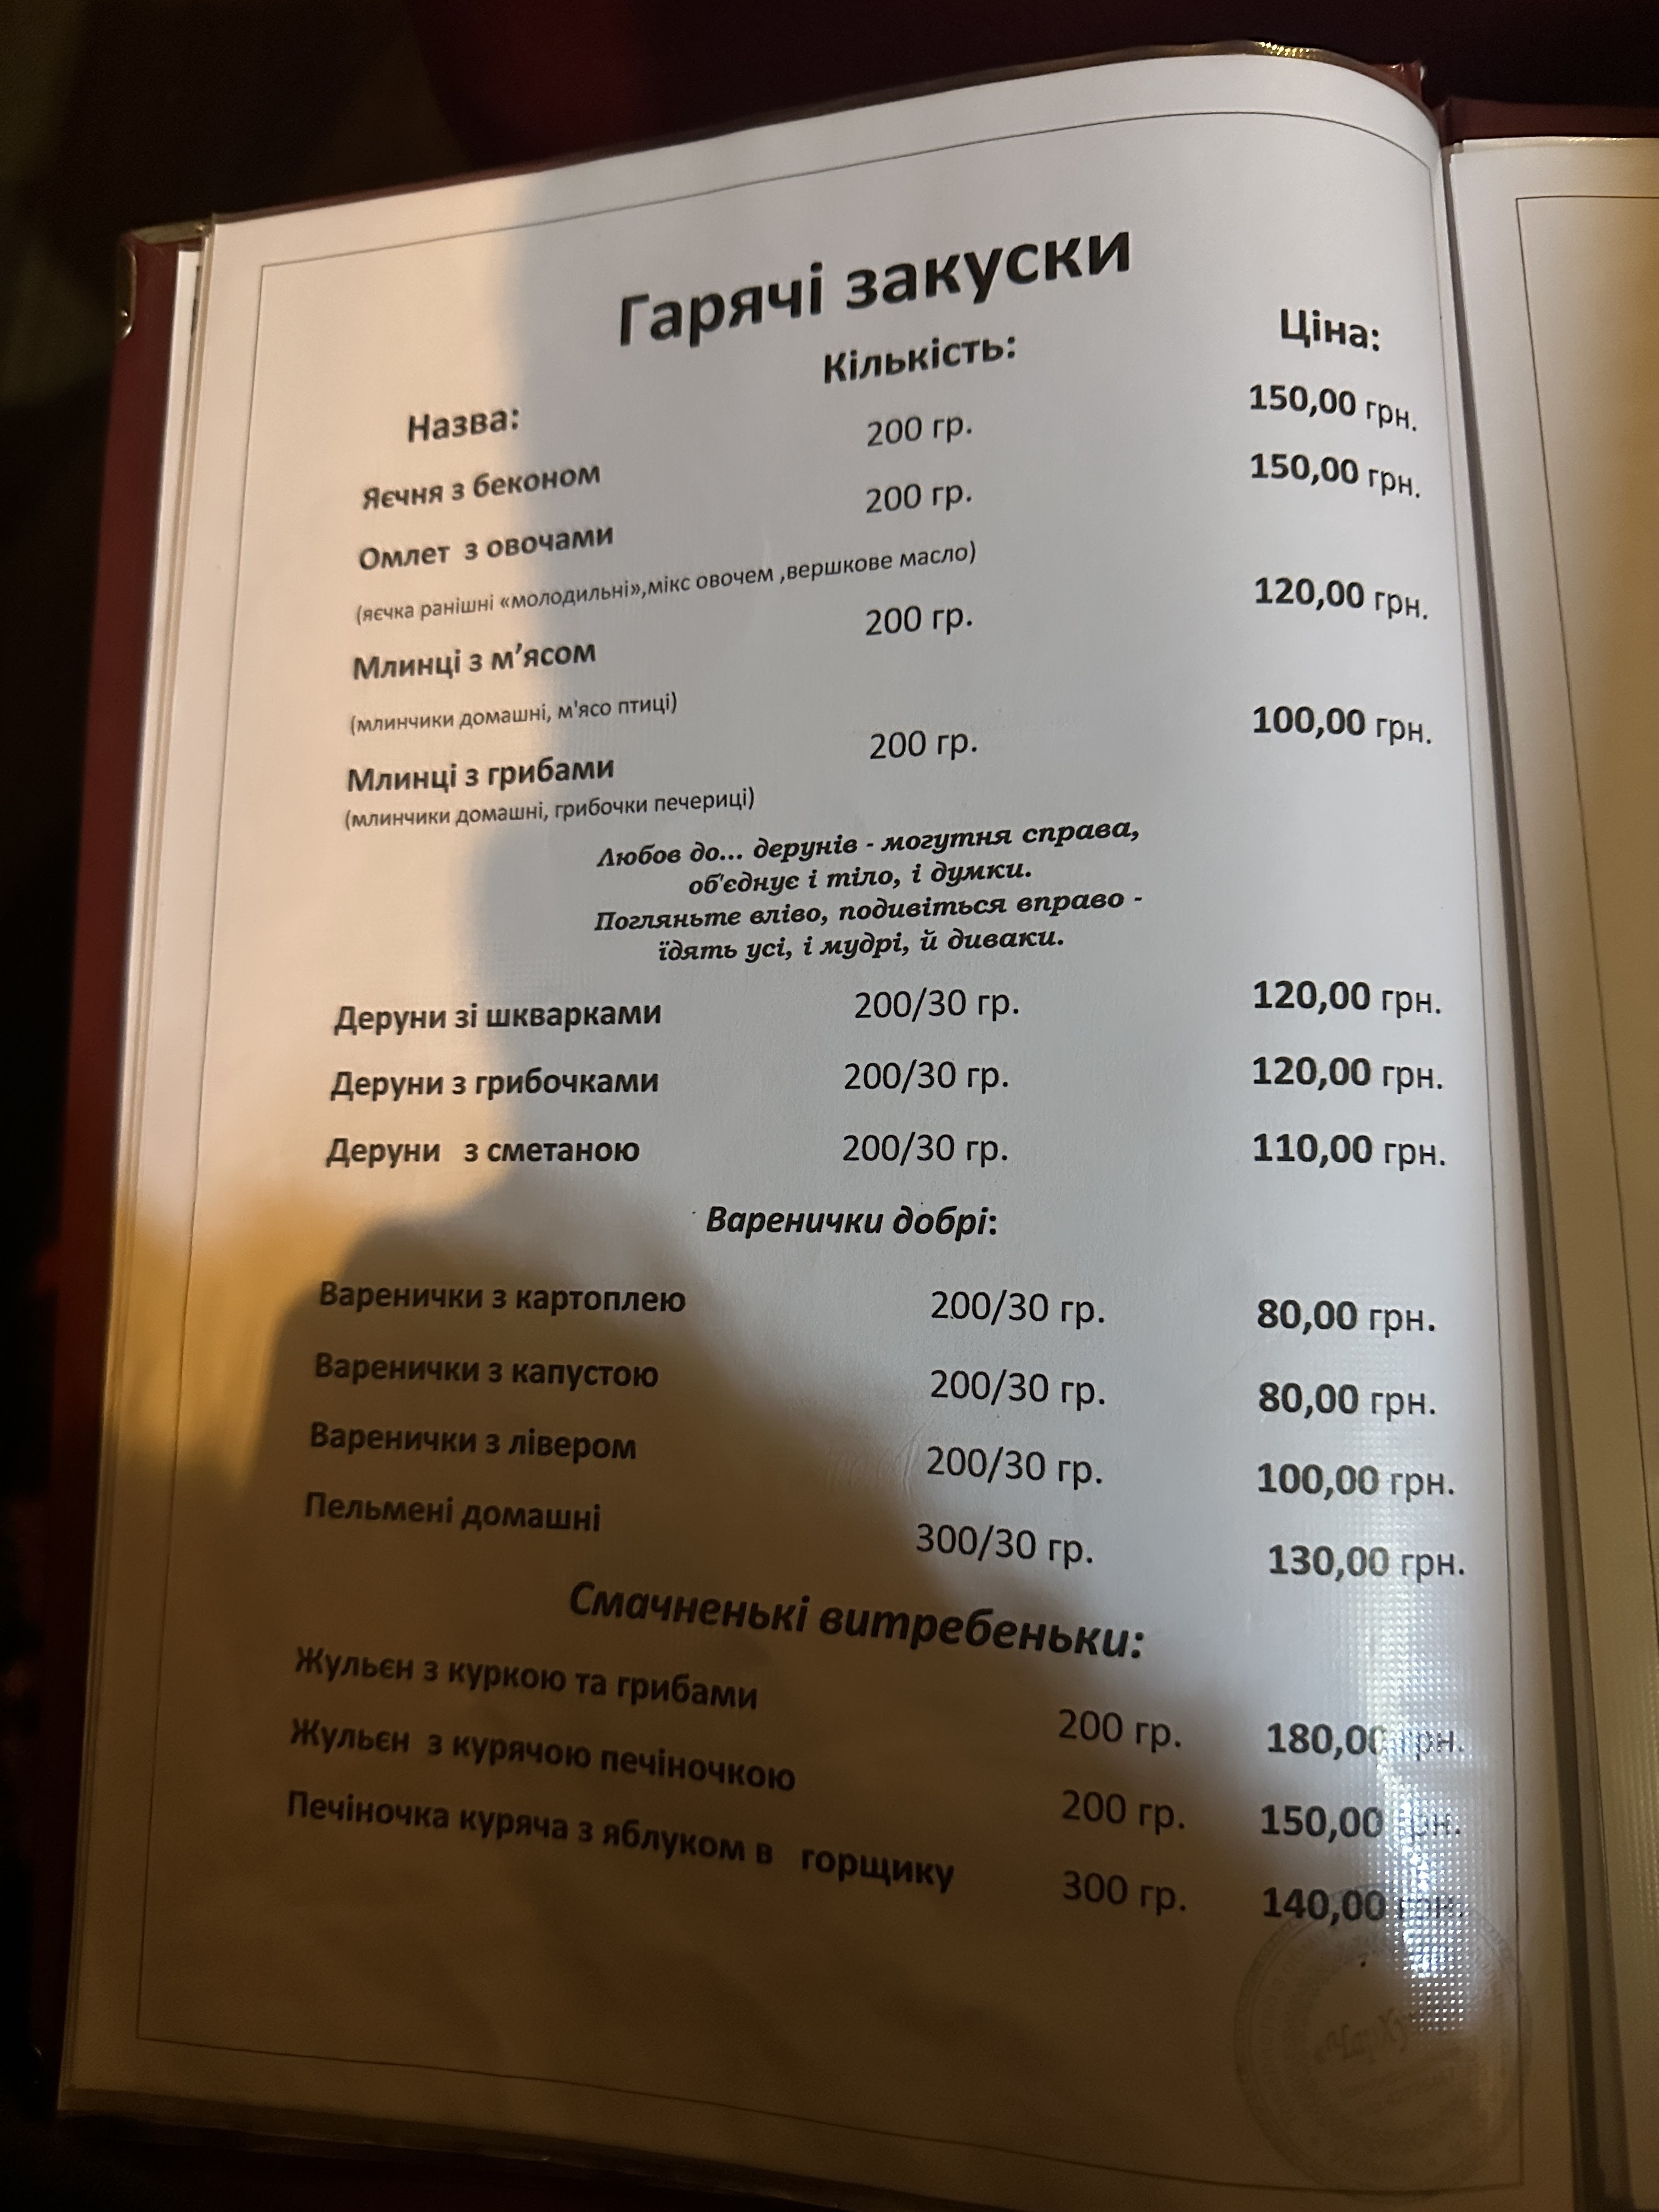 Гарячі закуски
Назва: Кількість: Ціна:
Яєчня з беконом 200 гр. 150,00 грн.
Омлет з овочами 200 гр. 150,00 грн.
(яєчка ранішні «молодильні»,мікс овочем ,вершкове масло)
Млинці з м’ясом 200 гр. 120,00 грн.
(млинчики домашні, м'ясо птиці)
Млинці з грибами 200 гр. 100,00 грн.
(млинчики домашні, грибочки печериці)
Любов до... дерунів - могутня справа,
об'єднує і тіло, і думки.
Погляньте вліво, подивіться вправо -
їдять усі, і мудрі, й диваки.
Деруни зі шкварками 200/30 гр. 120,00 грн.
Деруни з грибочками 200/30 гр. 120,00 грн.
Деруни з сметаною 200/30 гр. 110,00 грн.
Варенички добрі:
Варенички з картоплею 200/30 гр. 80,00 грн.
Варенички з капустою 200/30 гр. 80,00 грн.
Варенички з лівером 200/30 гр. 100,00 грн.
Пельмені домашні 300/30 гр. 130,00 грн.
Смачненькі витребеньки:
Жульєн з куркою та грибами 200 гр. 180,00 грн.
Жульєн з курячою печіночкою 200 гр. 150,00 грн.
Печіночка куряча з яблуком в горщику 300 гр. 140,00 грн.